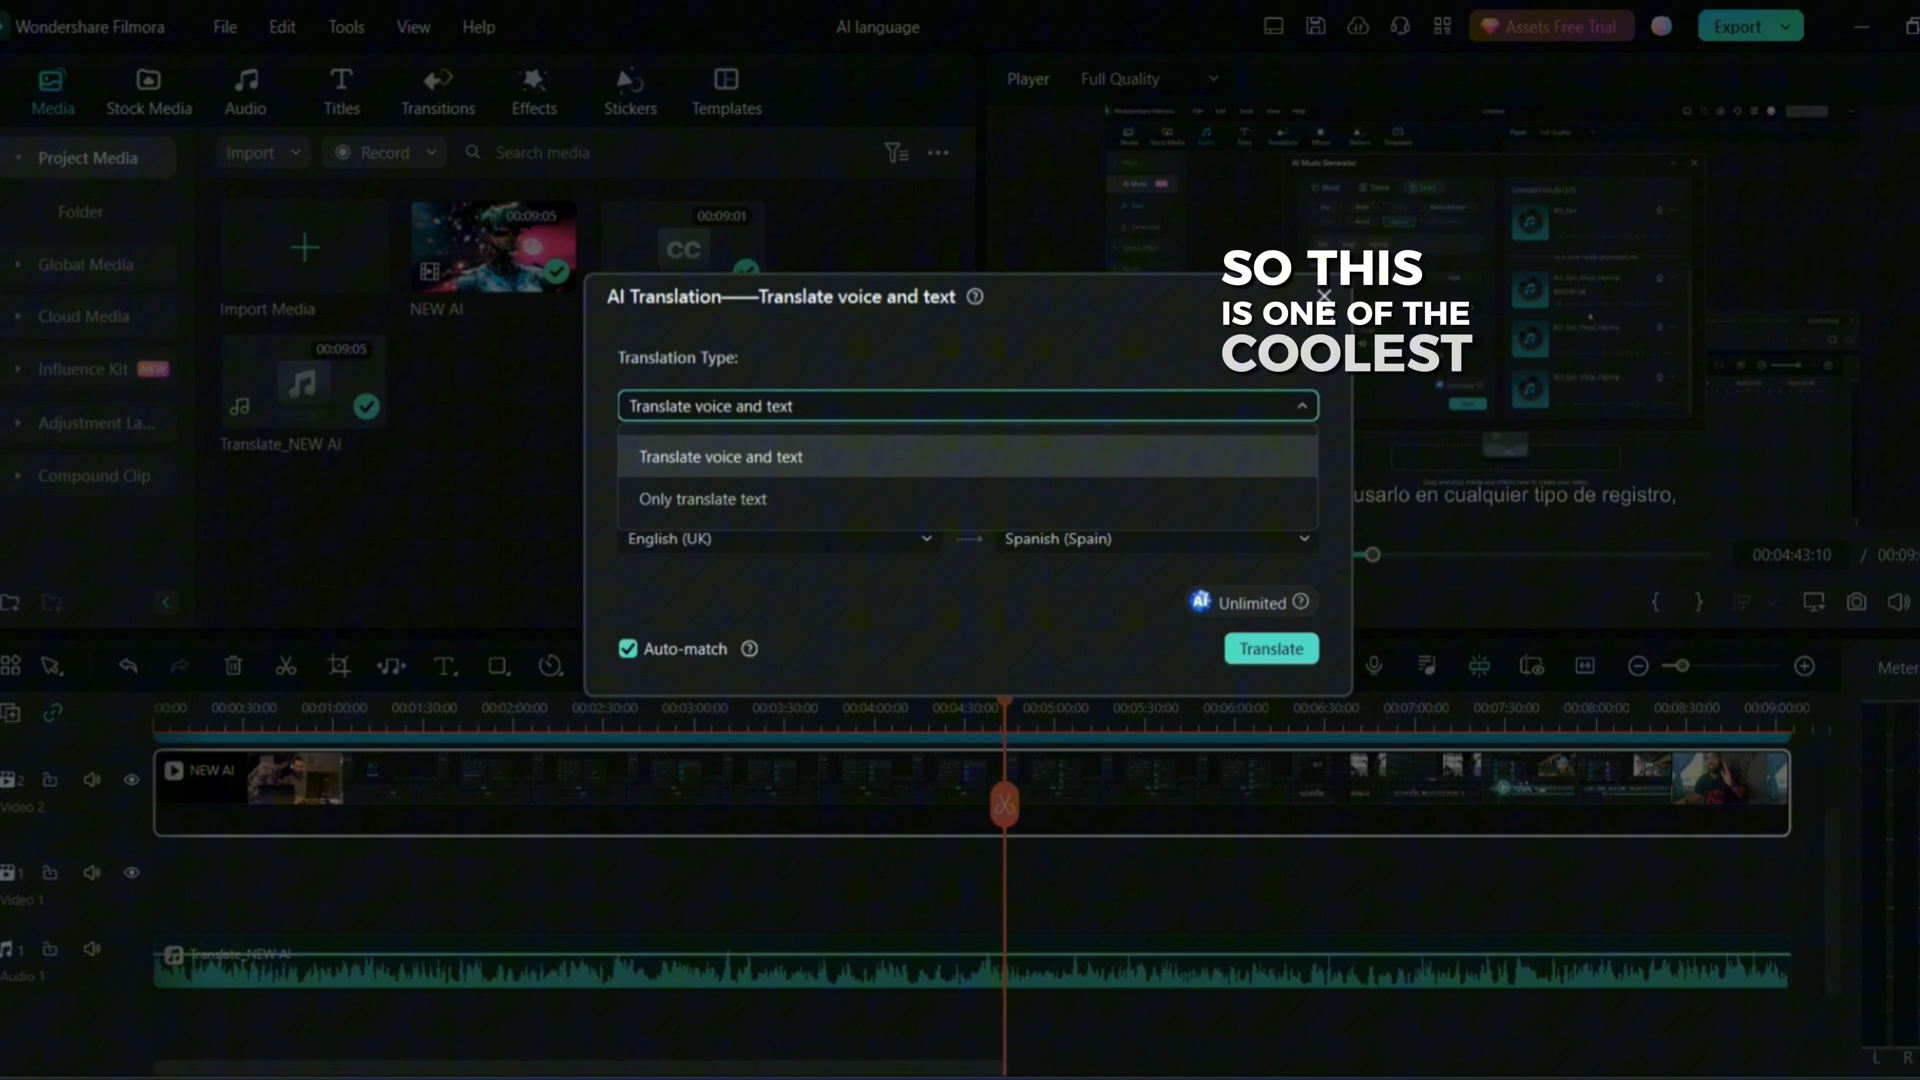 Wondershare Filmora File Edit Tools View Help AI language Assets Free Trial Export
Media Stock Media Audio Titles Transitions Effects Stickers Templates
Player Full Quality
Project Media
Import Record Search media
Folder
Global Media
Cloud Media
Influence Kit NEW
Adjustment La...
Compound Clip
Import Media
00:09:05
NEW AI
00:09:01
CC
00:09:05
Translate_NEW AI
AI Music Generator
AI Translation——Translate voice and text
SO THIS
IS ONE OF THE
COOLEST
Translation Type:
Translate voice and text
Translate voice and text
Only translate text
English (UK) Spanish (Spain)
AI Unlimited
Auto-match Translate
usarlo en cualquier tipo de registro,
00:04:43:10 / 00:09:
Meter
:00:00 00:00:30:00 00:01:00:00 00:01:30:00 00:02:00:00 00:02:30:00 00:03:00:00 00:03:30:00 00:04:00:00 00:04:30:00 00:05:00:00 00:05:30:00 00:06:00:00 00:06:30:00 00:07:00:00 00:07:30:00 00:08:00:00 00:08:30:00 00:09:00:00
NEW AI
2
Video 2
1
Video 1
1
Audio 1
Translate_NEW AI
L R